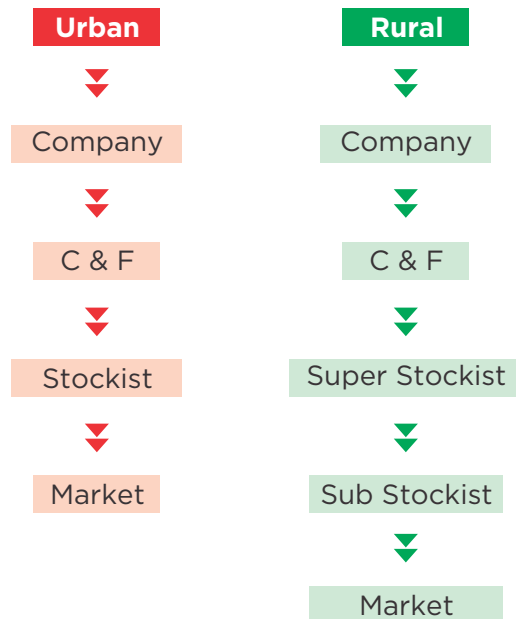 Urban
Company
C & F
Stockist
Market
Rural
Company
C & F
Super Stockist
Sub Stockist
Market